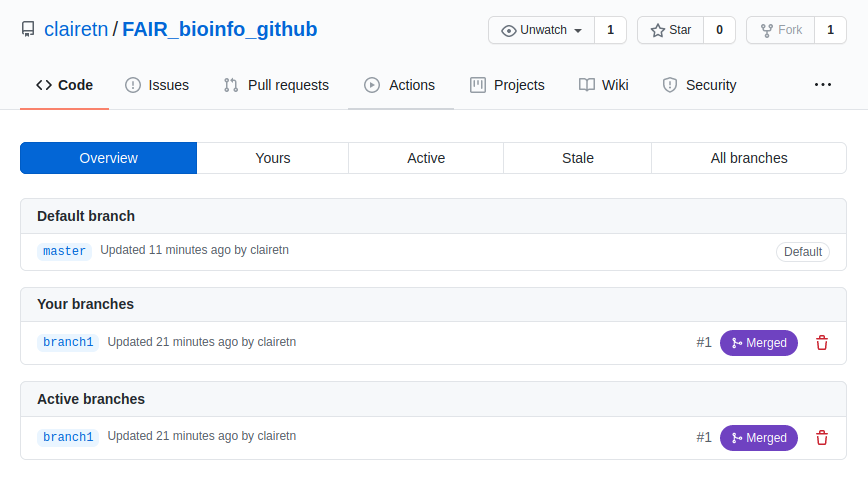 clairetn / FAIR_bioinfo_github
Unwatch 1 Star 0 Fork 1
Code Issues Pull requests Actions Projects Wiki Security ...
Overview Yours Active Stale All branches
Default branch
master Updated 11 minutes ago by clairetn Default
Your branches
branch1 Updated 21 minutes ago by clairetn #1 Merged
Active branches
branch1 Updated 21 minutes ago by clairetn #1 Merged